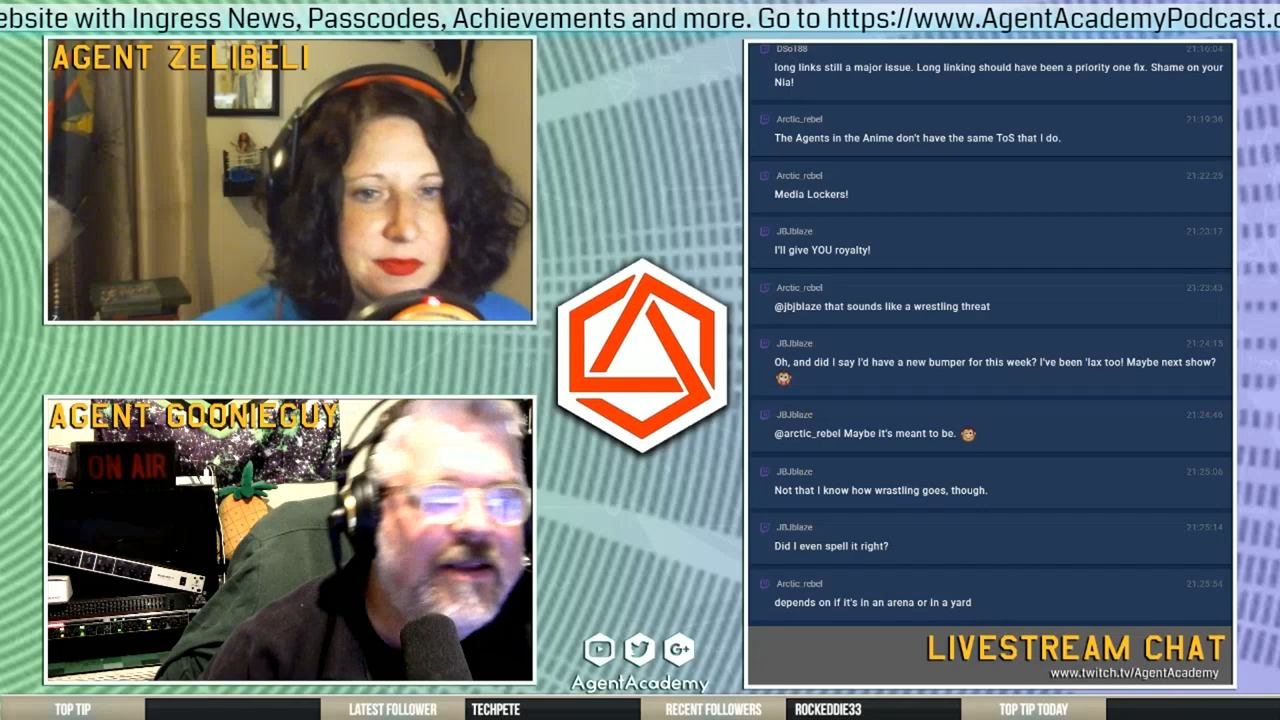 ebsite with Ingress News, Passcodes, Achievements and more. Go to https://www.AgentAcademyPodcast.c
AGENT ZELIBELI
AGENT GOONIEGUY
ON AIR
AgentAcademy
DSoT88 21:16:04
long links still a major issue. Long linking should have been a priority one fix. Shame on your
Nia!
Arctic_rebel 21:19:36
The Agents in the Anime don't have the same ToS that I do.
Arctic_rebel 21:22:25
Media Lockers!
JBJblaze 21:23:17
I'll give YOU royalty!
Arctic_rebel 21:23:43
@jbjblaze that sounds like a wrestling threat
JBJblaze 21:24:15
Oh, and did I say I'd have a new bumper for this week? I've been 'lax too! Maybe next show?
JBJblaze 21:24:46
@arctic_rebel Maybe it's meant to be.
JBJblaze 21:25:06
Not that I know how wrastling goes, though.
JBJblaze 21:25:14
Did I even spell it right?
Arctic_rebel 21:25:54
depends on if it's in an arena or in a yard
LIVESTREAM CHAT
www.twitch.tv/AgentAcademy
TOP TIP LATEST FOLLOWER TECHPETE RECENT FOLLOWERS ROCKEDDIE33 TOP TIP TODAY